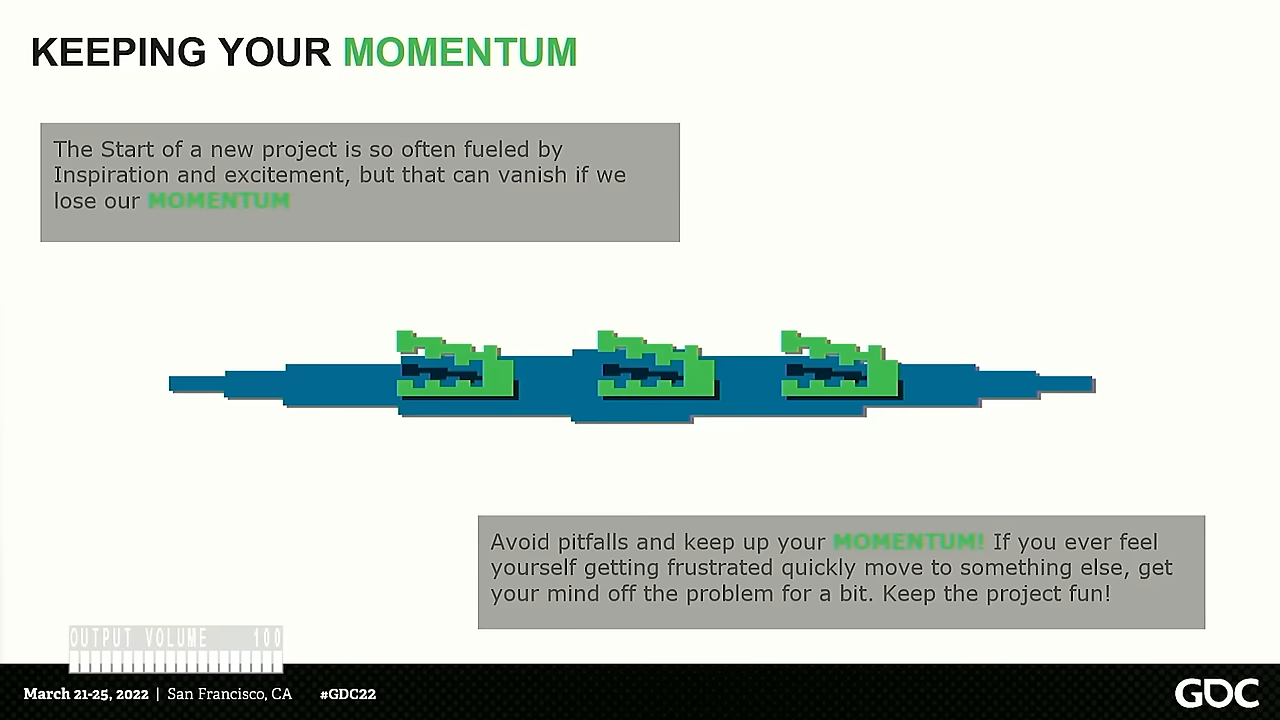 KEEPING YOUR MOMENTUM
The Start of a new project is so often fueled by
Inspiration and excitement, but that can vanish if we
lose our MOMENTUM
Avoid pitfalls and keep up your MOMENTUM! If you ever feel
yourself getting frustrated quickly move to something else, get
your mind off the problem for a bit. Keep the project fun!
OUTPUT VOLUME 100
March 21-25, 2022 | San Francisco, CA #GDC22
GDC